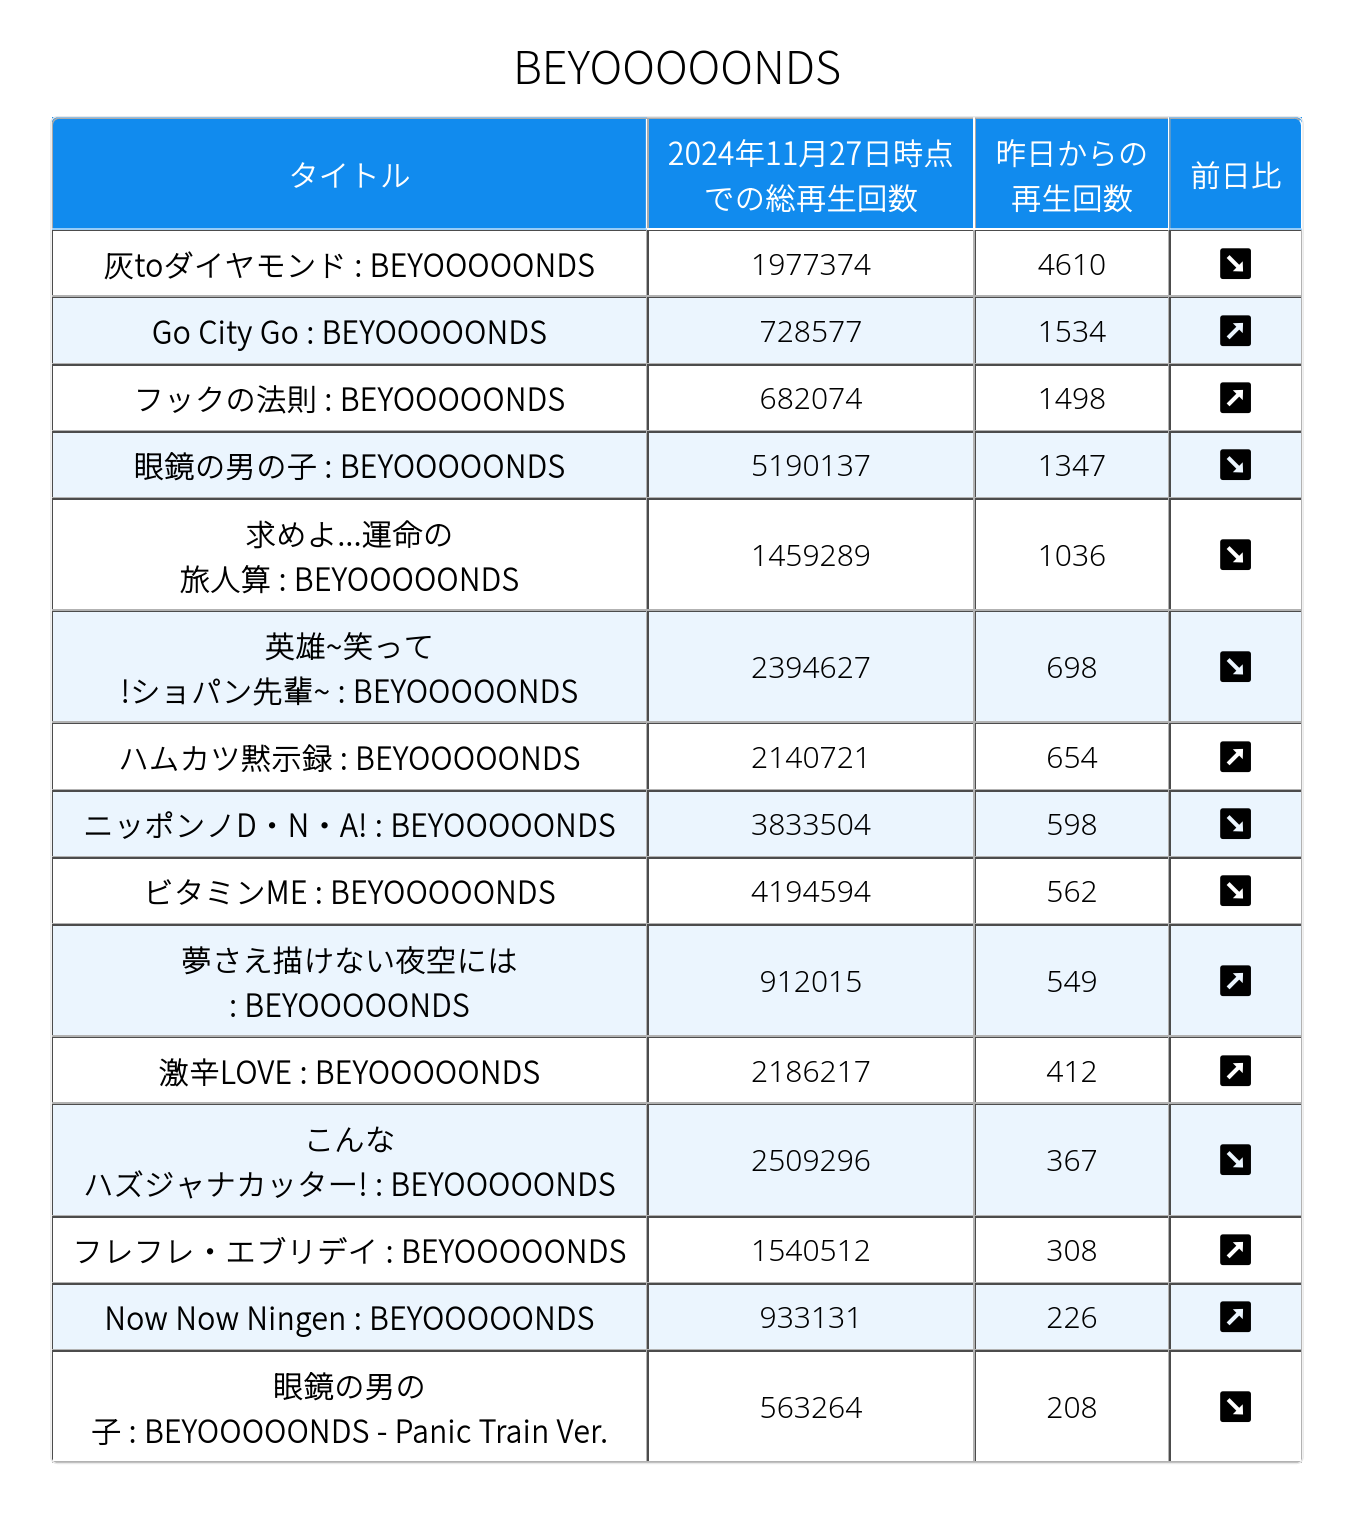 BEYOOOOONDS
タイトル
2024年11月27日時点
での総再生回数
昨日からの
再生回数
前日比
灰toダイヤモンド : BEYOOOOONDS 1977374 4610
Go City Go : BEYOOOOONDS 728577 1534
フックの法則 : BEYOOOOONDS 682074 1498
眼鏡の男の子 : BEYOOOOONDS 5190137 1347
求めよ...運命の
旅人算 : BEYOOOOONDS 1459289 1036
英雄~笑って
!ショパン先輩~ : BEYOOOOONDS 2394627 698
ハムカツ黙示録 : BEYOOOOONDS 2140721 654
ニッポンノD・N・A! : BEYOOOOONDS 3833504 598
ビタミンME : BEYOOOOONDS 4194594 562
夢さえ描けない夜空には
: BEYOOOOONDS 912015 549
激辛LOVE : BEYOOOOONDS 2186217 412
こんな
ハズジャナカッター! : BEYOOOOONDS 2509296 367
フレフレ・エブリデイ : BEYOOOOONDS 1540512 308
Now Now Ningen : BEYOOOOONDS 933131 226
眼鏡の男の
子 : BEYOOOOONDS - Panic Train Ver. 563264 208